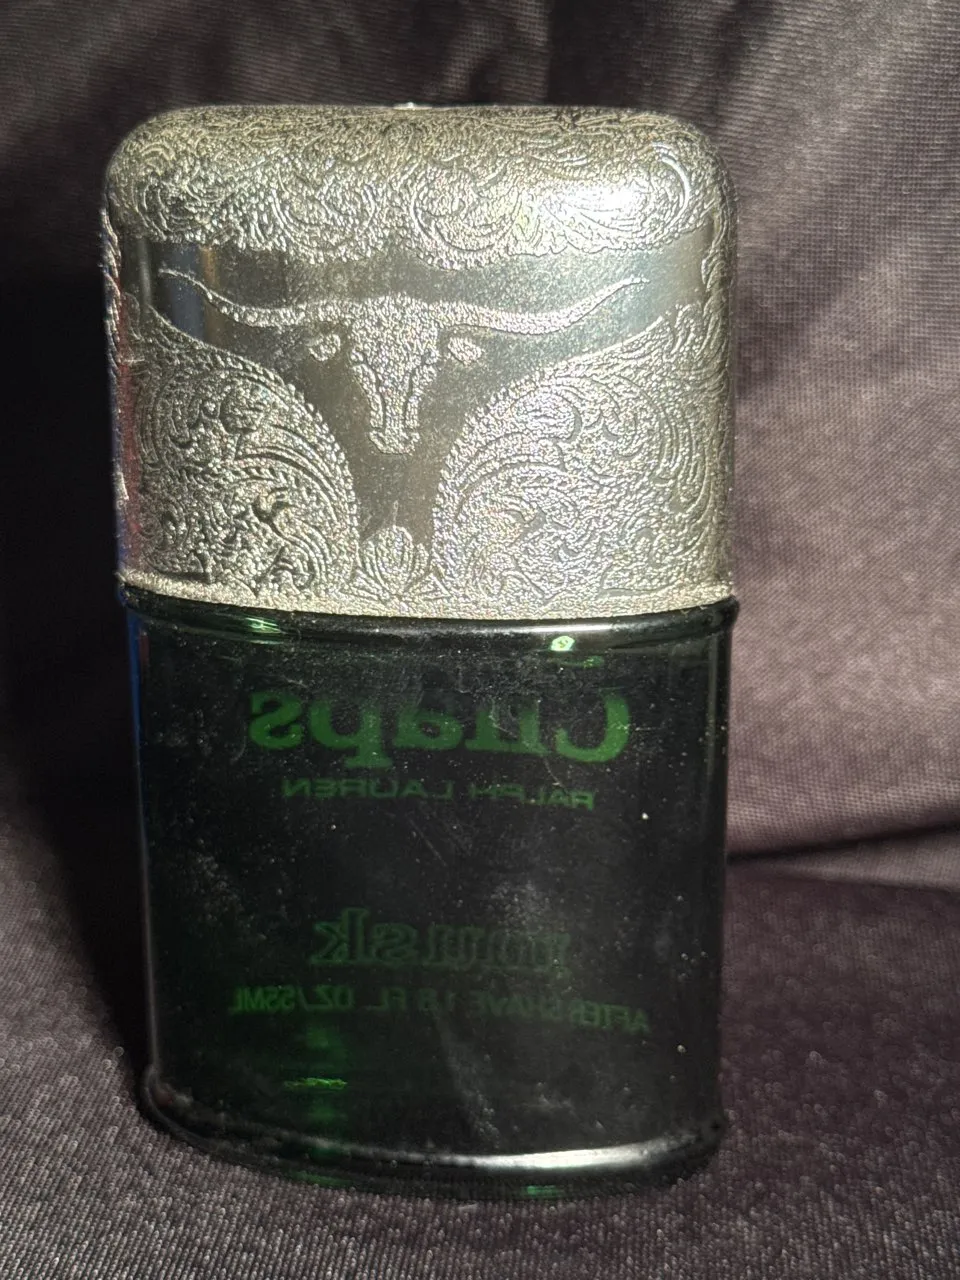 Chaps
RALPH LAUREN
musk
AFTER SHAVE 1.8 FL. OZ./55ML